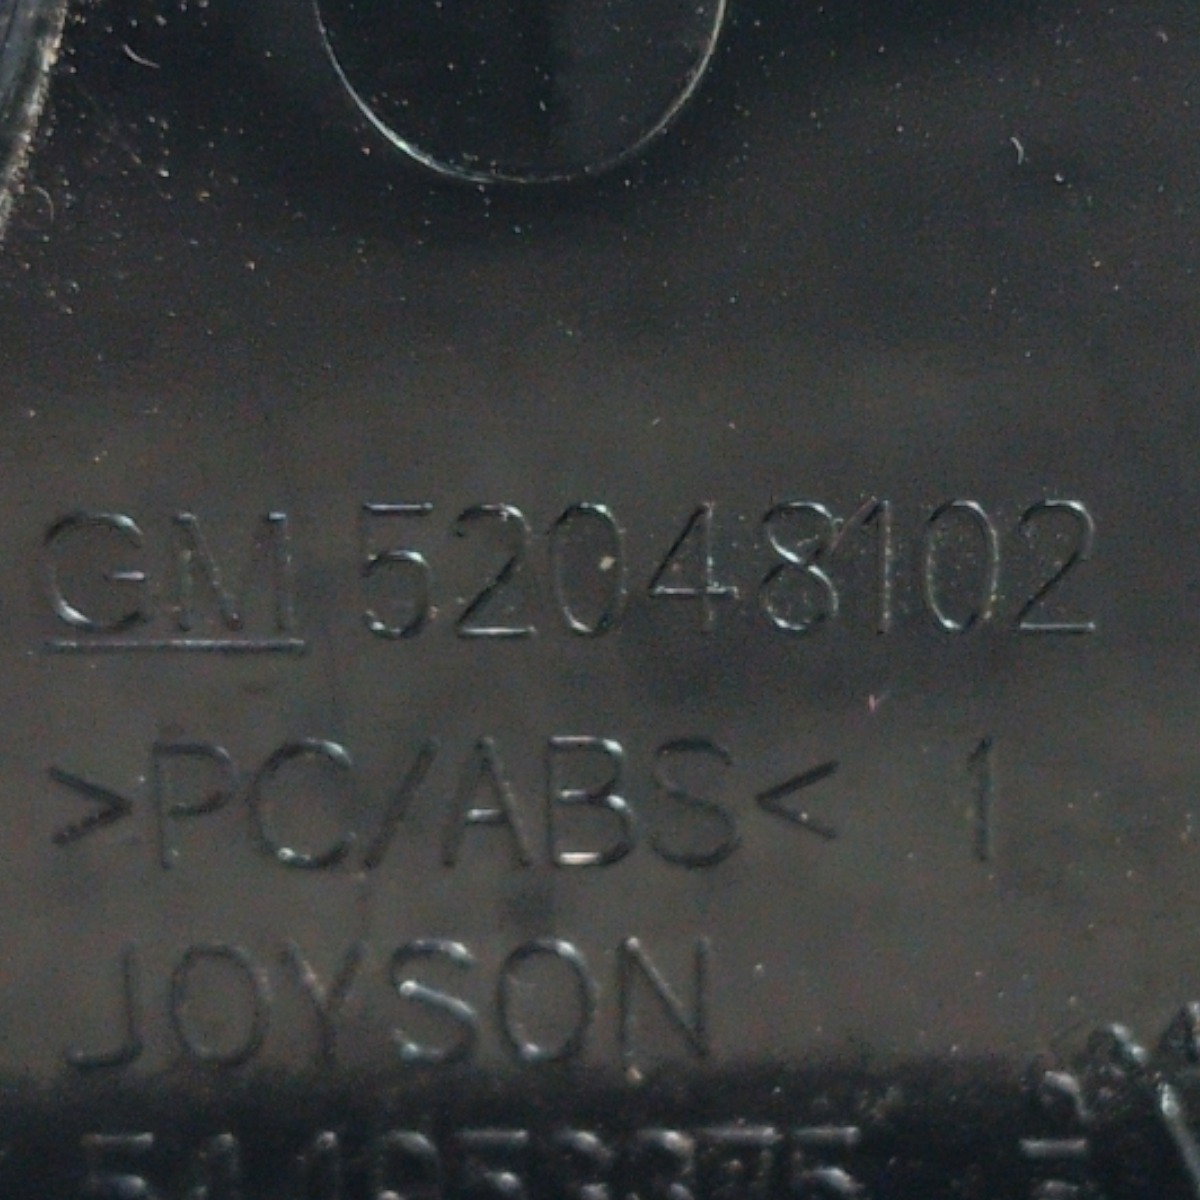 GM 52048102
>PC/ABS< 1
JOYSON